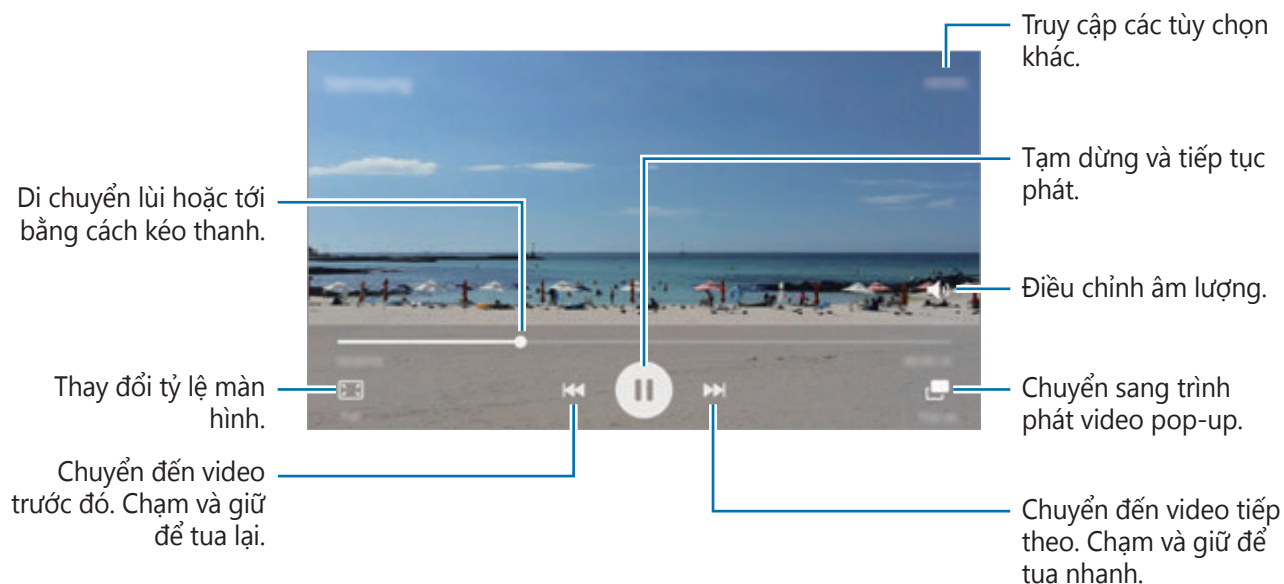 Truy cập các tùy chọn
khác.
Tạm dừng và tiếp tục
phát.
Di chuyển lùi hoặc tới
bằng cách kéo thanh.
Điều chỉnh âm lượng.
Thay đổi tỷ lệ màn
hình.
Chuyển sang trình
phát video pop-up.
Chuyển đến video
trước đó. Chạm và giữ
để tua lại.
Chuyển đến video tiếp
theo. Chạm và giữ để
tua nhanh.